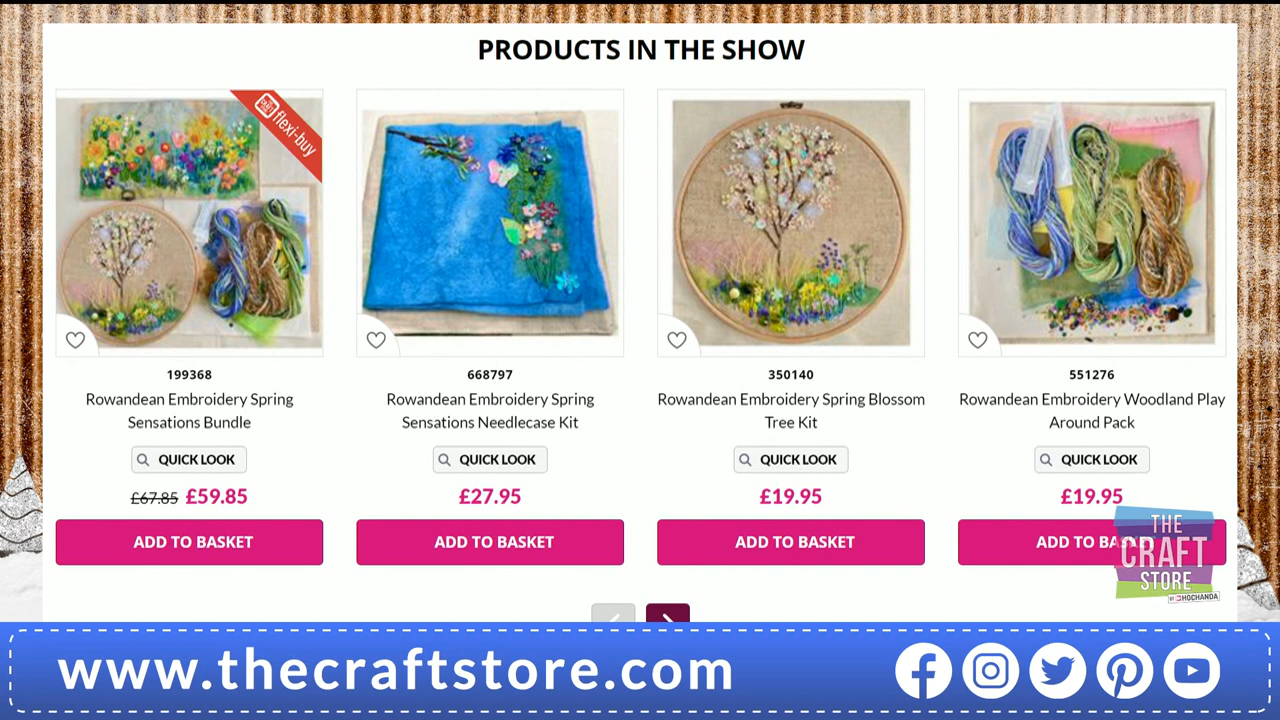 PRODUCTS IN THE SHOW
flexi-buy
199368
Rowandean Embroidery Spring
Sensations Bundle
QUICK LOOK
£67.85 £59.85
ADD TO BASKET
668797
Rowandean Embroidery Spring
Sensations Needlecase Kit
QUICK LOOK
£27.95
ADD TO BASKET
350140
Rowandean Embroidery Spring Blossom
Tree Kit
QUICK LOOK
£19.95
ADD TO BASKET
551276
Rowandean Embroidery Woodland Play
Around Pack
QUICK LOOK
£19.95
ADD TO BASKET
THE
CRAFT
STORE
BY HOCHANDA
www.thecraftstore.com